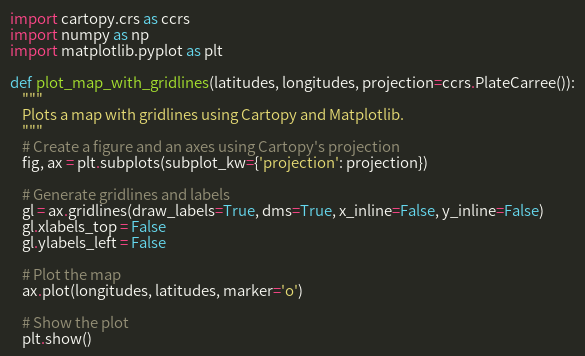 import cartopy.crs as ccrs
import numpy as np
import matplotlib.pyplot as plt
def plot_map_with_gridlines(latitudes, longitudes, projection=ccrs.PlateCarree()):
"""
Plots a map with gridlines using Cartopy and Matplotlib.
"""
# Create a figure and an axes using Cartopy's projection
fig, ax = plt.subplots(subplot_kw={'projection': projection})
# Generate gridlines and labels
gl = ax.gridlines(draw_labels=True, dms=True, x_inline=False, y_inline=False)
gl.xlabels_top = False
gl.ylabels_left = False
# Plot the map
ax.plot(longitudes, latitudes, marker='o')
# Show the plot
plt.show()